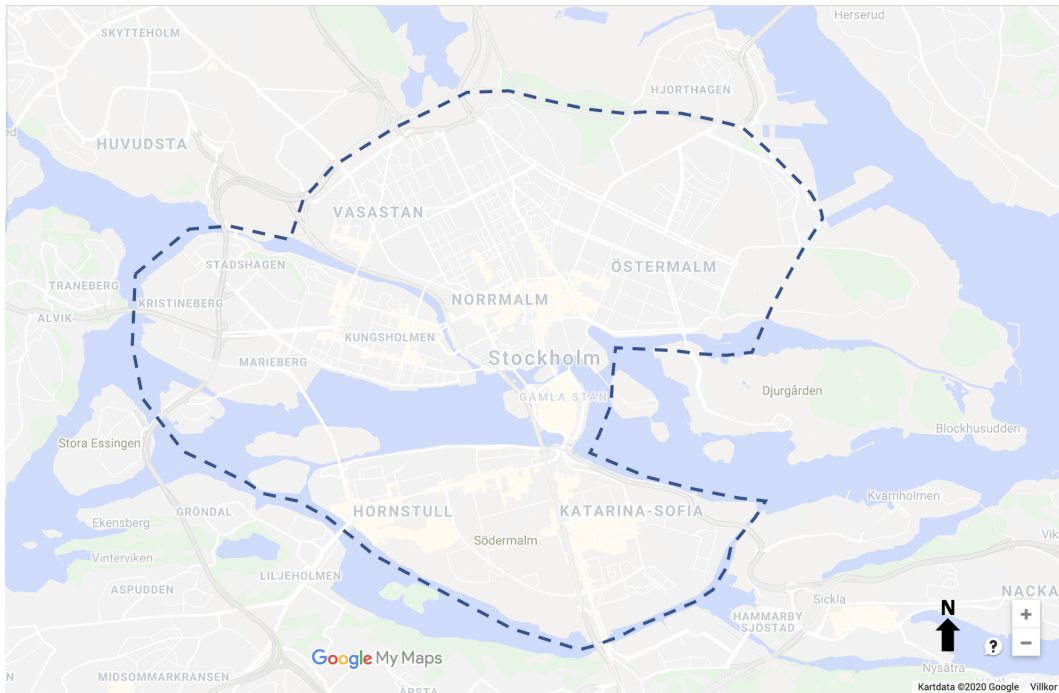 Herserud
SKYTTEHOLM
HJORTHAGEN
HUVUDSTA
VASASTAN
STADSHAGEN
ÖSTERMALM
TRANEBERG
KRISTINEBERG
NORRMALM
ALVIK
KUNGSHOLMEN
MARIEBERG
Stockholm
Djurgården
GAMLA STAN
Blockhusudden
Stora Essingen
Kvarnholmen
GRÖNDAL
HORNSTULL
KATARINA-SOFIA
Ekensberg
Södermalm
Vik
Vinterviken
LILJEHOLMEN
ASPUDDEN
Sickla
NACKA
N
HAMMARBY
SJÖSTAD
+
?
−
Google My Maps
Nysätra
MIDSOMMARKRANSEN
ÅRSTA
Kartdata ©2020 Google Villkor